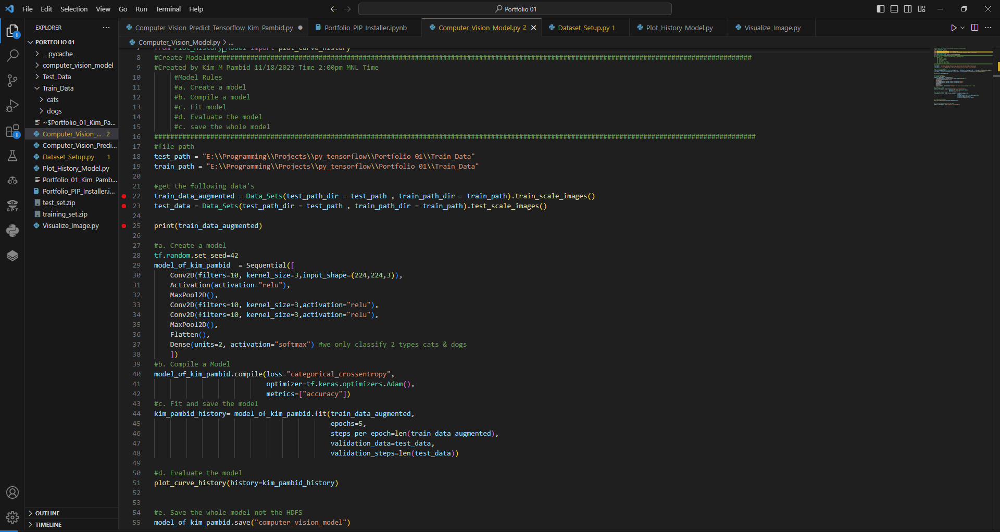 File Edit Selection View Go Run Terminal Help
Portfolio 01
EXPLORER
PORTFOLIO 01
__pycache__
computer_vision_model
Test_Data
Train_Data
cats
dogs
~$Portfolio_01_Kim_Pa...
Computer_Vision_... 2
Computer_Vision_Predi...
Dataset_Setup.py 1
Plot_History_Model.py
Portfolio_01_Kim_Pamb...
Portfolio_PIP_Installer.i...
test_set.zip
training_set.zip
Visualize_Image.py
OUTLINE
TIMELINE
1
1
GPT
Computer_Vision_Predict_Tensorflow_Kim_Pambid.py Portfolio_PIP_Installer.ipynb Computer_Vision_Model.py 2 Dataset_Setup.py 1 Plot_History_Model.py Visualize_Image.py
Computer_Vision_Model.py > ...
7 from Plot_History_Model import plot_curve_history
8 #Create Model########################################################################################################################################
9 #Created by Kim M Pambid 11/18/2023 Time 2:00pm MNL Time
10 #Model Rules
11 #a. Create a model
12 #b. Compile a model
13 #c. Fit model
14 #d. Evaluate the model
15 #c. save the whole model
16 ######################################################################################################################################################
17 #file path
18 test_path = "E:\\Programming\\Projects\\py_tensorflow\\Portfolio 01\\Train_Data"
19 train_path = "E:\\Programming\\Projects\\py_tensorflow\\Portfolio 01\\Train_Data"
20
21 #get the following data's
22 train_data_augmented = Data_Sets(test_path_dir = test_path , train_path_dir = train_path).train_scale_images()
23 test_data = Data_Sets(test_path_dir = test_path , train_path_dir = train_path).test_scale_images()
24
25 print(train_data_augmented)
26
27 #a. Create a model
28 tf.random.set_seed=42
29 model_of_kim_pambid  = Sequential([
30 Conv2D(filters=10, kernel_size=3,input_shape=(224,224,3)),
31 Activation(activation="relu"),
32 MaxPool2D(),
33 Conv2D(filters=10, kernel_size=3,activation="relu"),
34 Conv2D(filters=10, kernel_size=3,activation="relu"),
35 MaxPool2D(),
36 Flatten(),
37 Dense(units=2, activation="softmax") #we only classify 2 types cats & dogs
38 ])
39 #b. Compile a Model
40 model_of_kim_pambid.compile(loss="categorical_crossentropy",
41 optimizer=tf.keras.optimizers.Adam(),
42 metrics=["accuracy"])
43 #c. Fit and save the model
44 kim_pambid_history= model_of_kim_pambid.fit(train_data_augmented,
45 epochs=5,
46 steps_per_epoch=len(train_data_augmented),
47 validation_data=test_data,
48 validation_steps=len(test_data))
49
50 #d. Evaluate the model
51 plot_curve_history(history=kim_pambid_history)
52
53
54 #e. Save the whole model not the HDFS
55 model_of_kim_pambid.save("computer_vision_model")